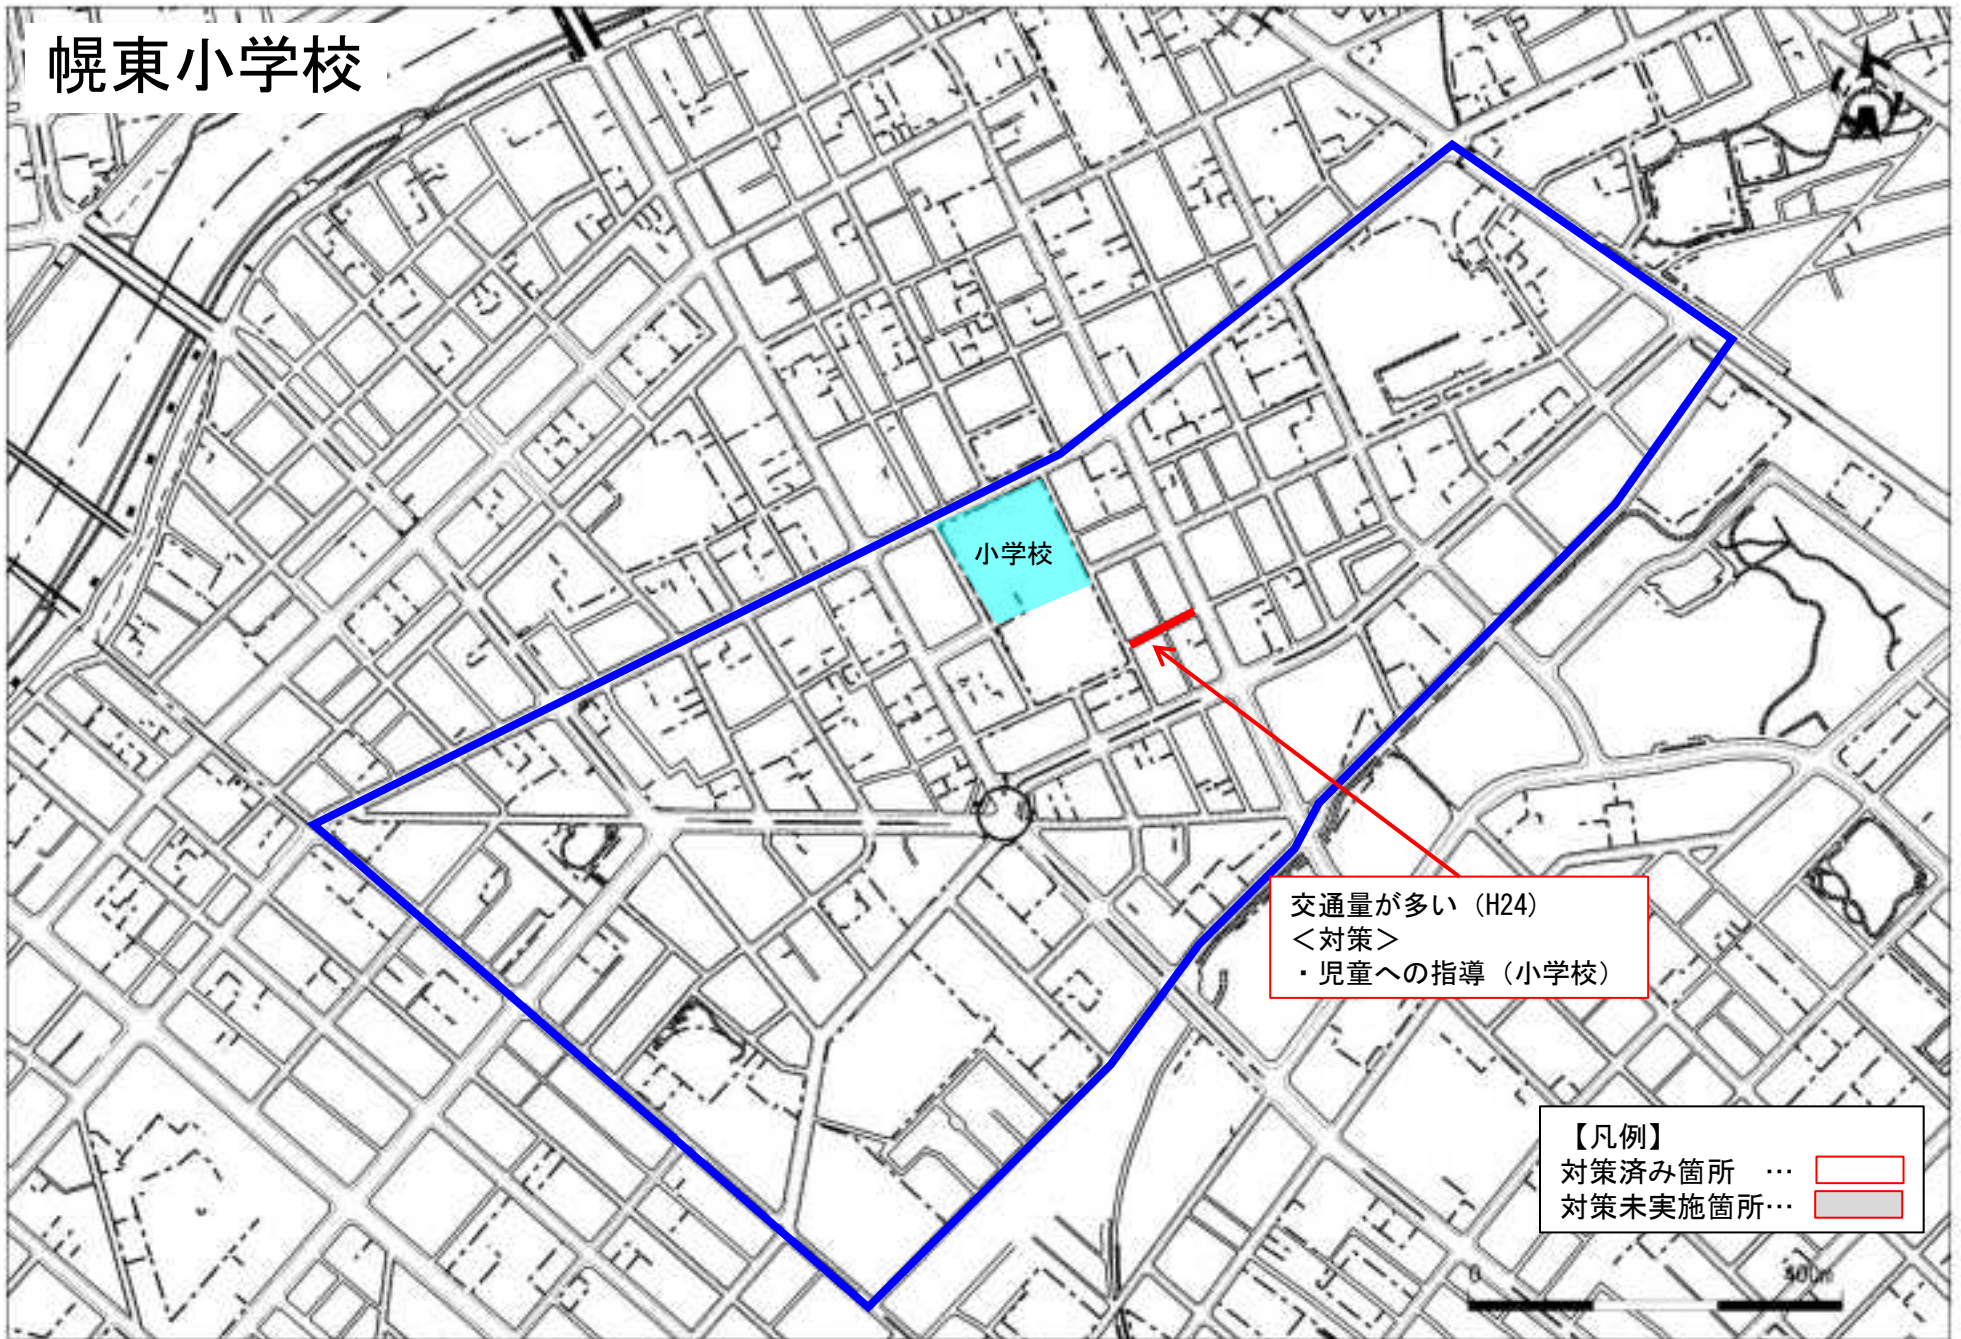 幌東小学校
小学校
交通量が多い（H24）
＜対策＞
・児童への指導（小学校）
【凡例】
対策済み箇所　…
対策未実施箇所…
0
400m